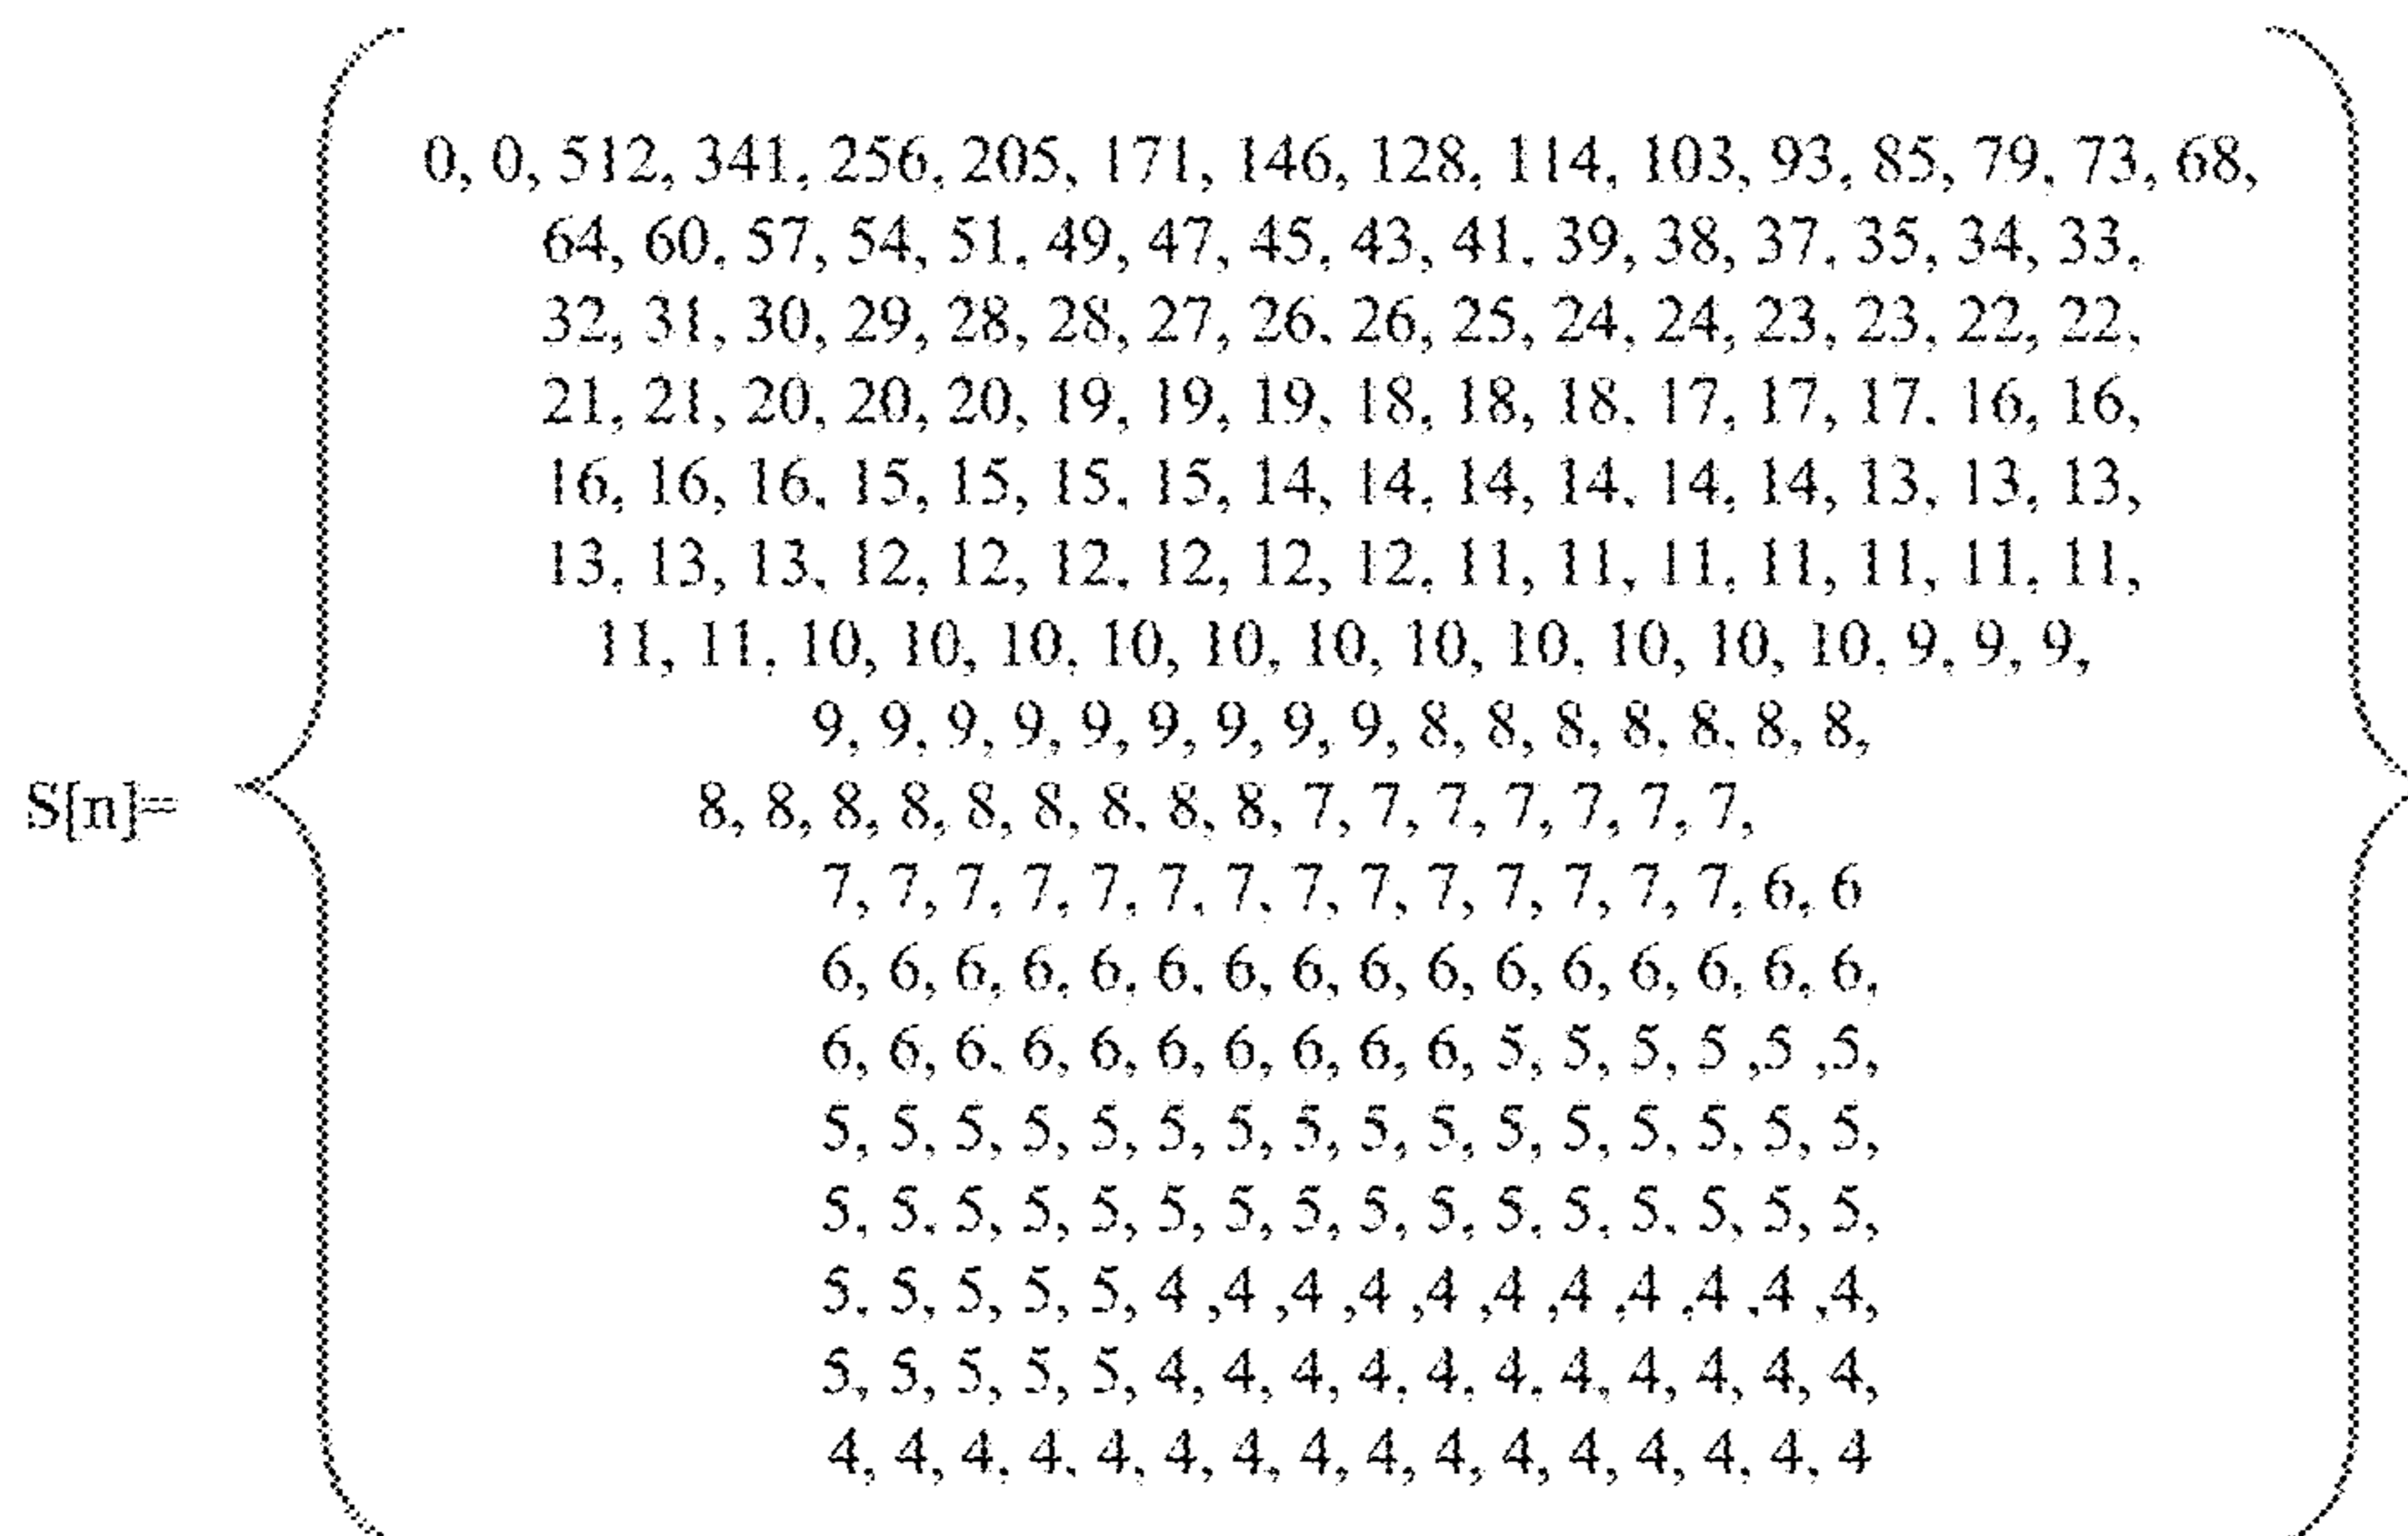 0, 0, 512, 341, 256, 205, 171, 146, 128, 114, 103, 93, 85, 79, 73, 68,
64, 60, 57, 54, 51, 49, 47, 45, 43, 41, 39, 38, 37, 35, 34, 33,
32, 31, 30, 29, 28, 28, 27, 26, 26, 25, 24, 24, 23, 23, 22, 22,
21, 21, 20, 20, 20, 19, 19, 19, 18, 18, 18, 17, 17, 17, 16, 16,
16, 16, 16, 15, 15, 15, 15, 14, 14, 14, 14, 14, 14, 13, 13, 13,
13, 13, 13, 12, 12, 12, 12, 12, 12, 11, 11, 11, 11, 11, 11, 11,
11, 11, 10, 10, 10, 10, 10, 10, 10, 10, 10, 10, 10, 9, 9, 9,
9, 9, 9, 9, 9, 9, 9, 9, 9, 8, 8, 8, 8, 8, 8, 8,
S[n]= 8, 8, 8, 8, 8, 8, 8, 8, 8, 7, 7, 7, 7, 7, 7, 7,
7, 7, 7, 7, 7, 7, 7, 7, 7, 7, 7, 7, 7, 7, 6, 6
6, 6, 6, 6, 6, 6, 6, 6, 6, 6, 6, 6, 6, 6, 6, 6,
6, 6, 6, 6, 6, 6, 6, 6, 6, 6, 5, 5, 5, 5 ,5 ,5,
5, 5, 5, 5, 5, 5, 5, 5, 5, 5, 5, 5, 5, 5, 5, 5,
5, 5, 5, 5, 5, 5, 5, 5, 5, 5, 5, 5, 5, 5, 5, 5,
5, 5, 5, 5, 5, 4 ,4 ,4 ,4 ,4 ,4 ,4 ,4 ,4 ,4 ,4,
5, 5, 5, 5, 5, 4, 4, 4, 4, 4, 4, 4, 4, 4, 4, 4,
4, 4, 4, 4, 4, 4, 4, 4, 4, 4, 4, 4, 4, 4, 4, 4